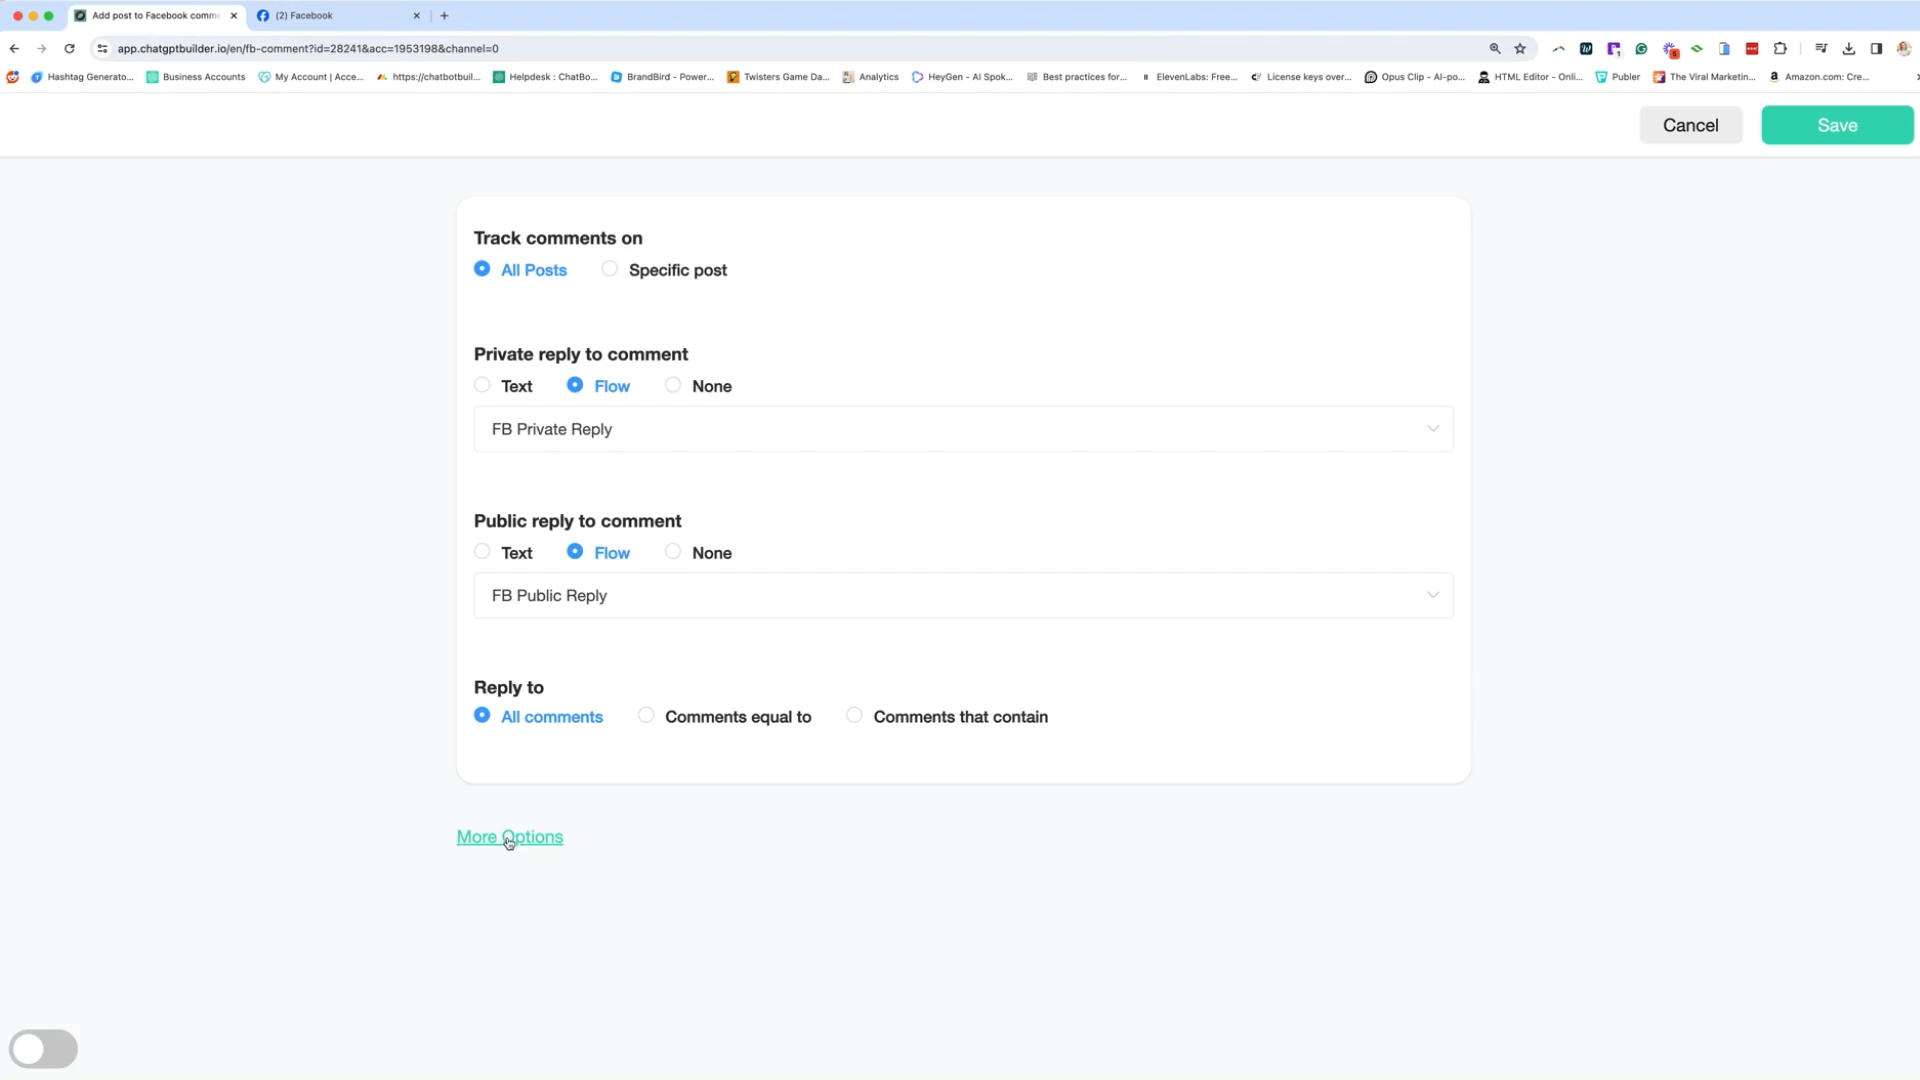 Add post to Facebook comme
(2) Facebook
app.chatgptbuilder.io/en/fb-comment?id=28241&acc=1953198&channel=0
Hashtag Generato... Business Accounts My Account | Acce... https://chatbotbuil... Helpdesk : ChatBo... BrandBird - Power... Twisters Game Da... Analytics HeyGen - AI Spok... Best practices for... ElevenLabs: Free... License keys over... Opus Clip - AI-po... HTML Editor - Onli... Publer The Viral Marketin... Amazon.com: Cre...
Cancel Save
Track comments on
All Posts Specific post
Private reply to comment
Text Flow None
FB Private Reply
Public reply to comment
Text Flow None
FB Public Reply
Reply to
All comments Comments equal to Comments that contain
More Options